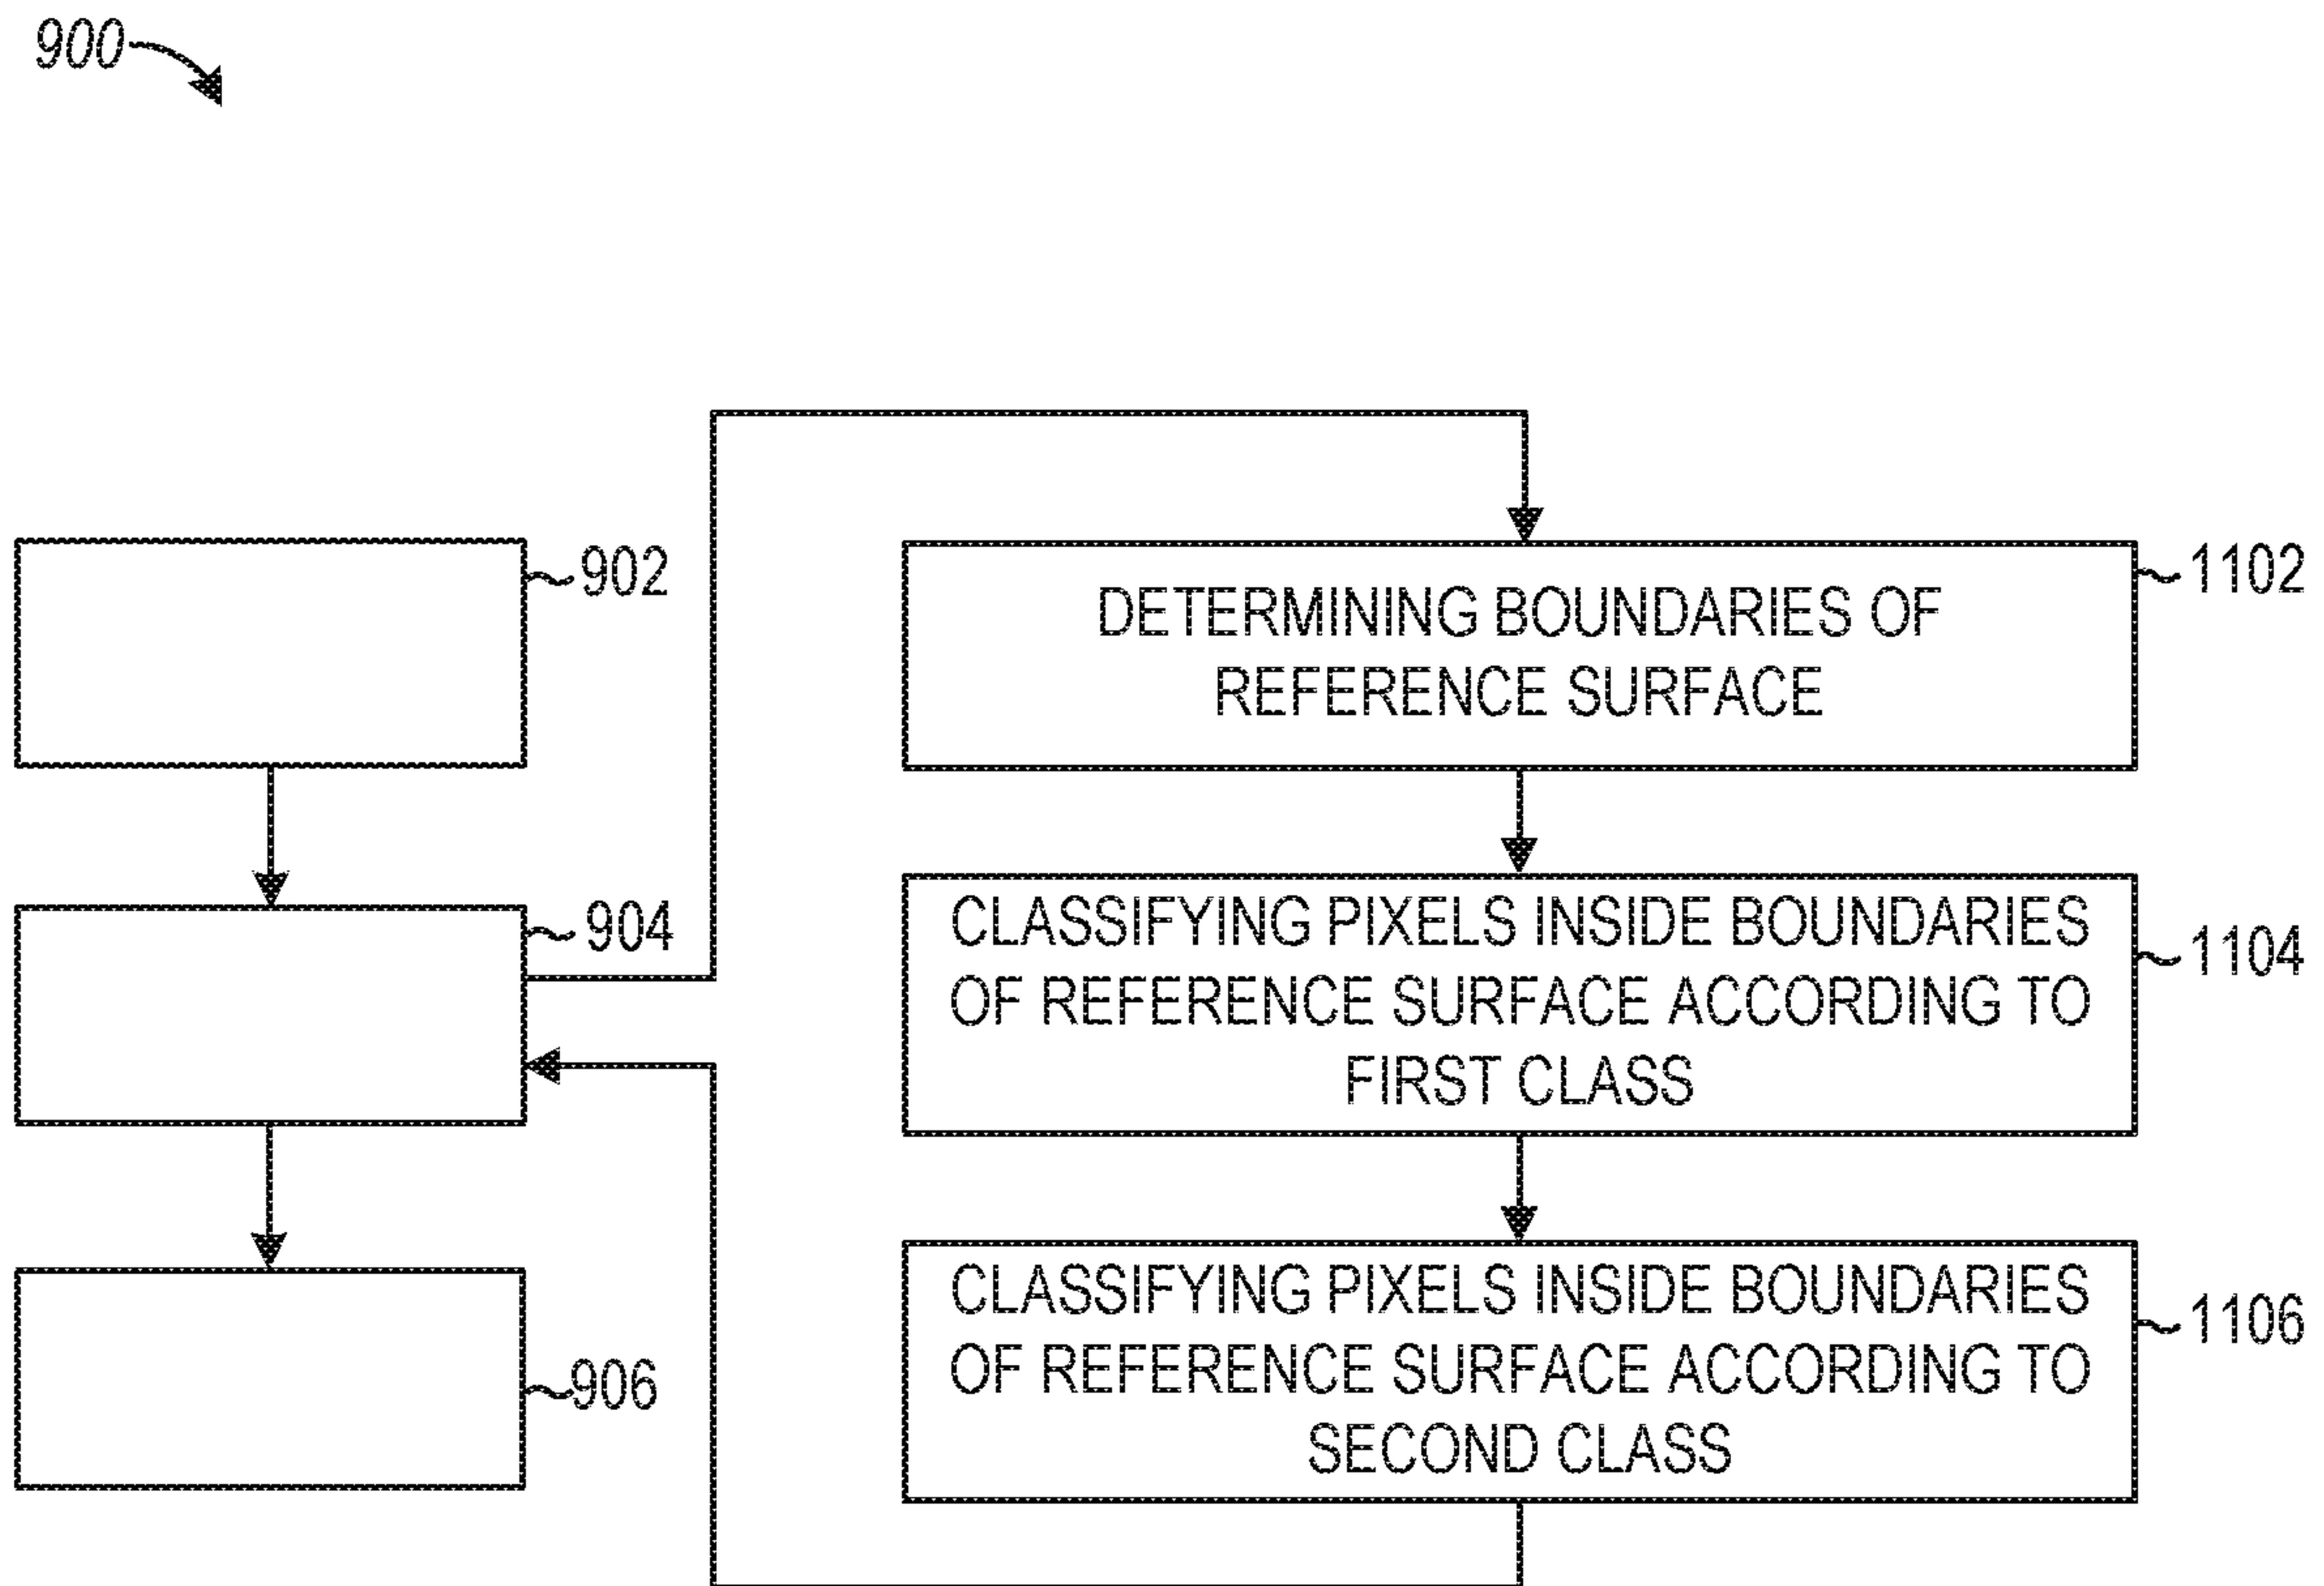 900
902
904
906
DETERMINING BOUNDARIES OF
REFERENCE SURFACE
1102
CLASSIFYING PIXELS INSIDE BOUNDARIES
OF REFERENCE SURFACE ACCORDING TO
FIRST CLASS
1104
CLASSIFYING PIXELS INSIDE BOUNDARIES
OF REFERENCE SURFACE ACCORDING TO
SECOND CLASS
1106